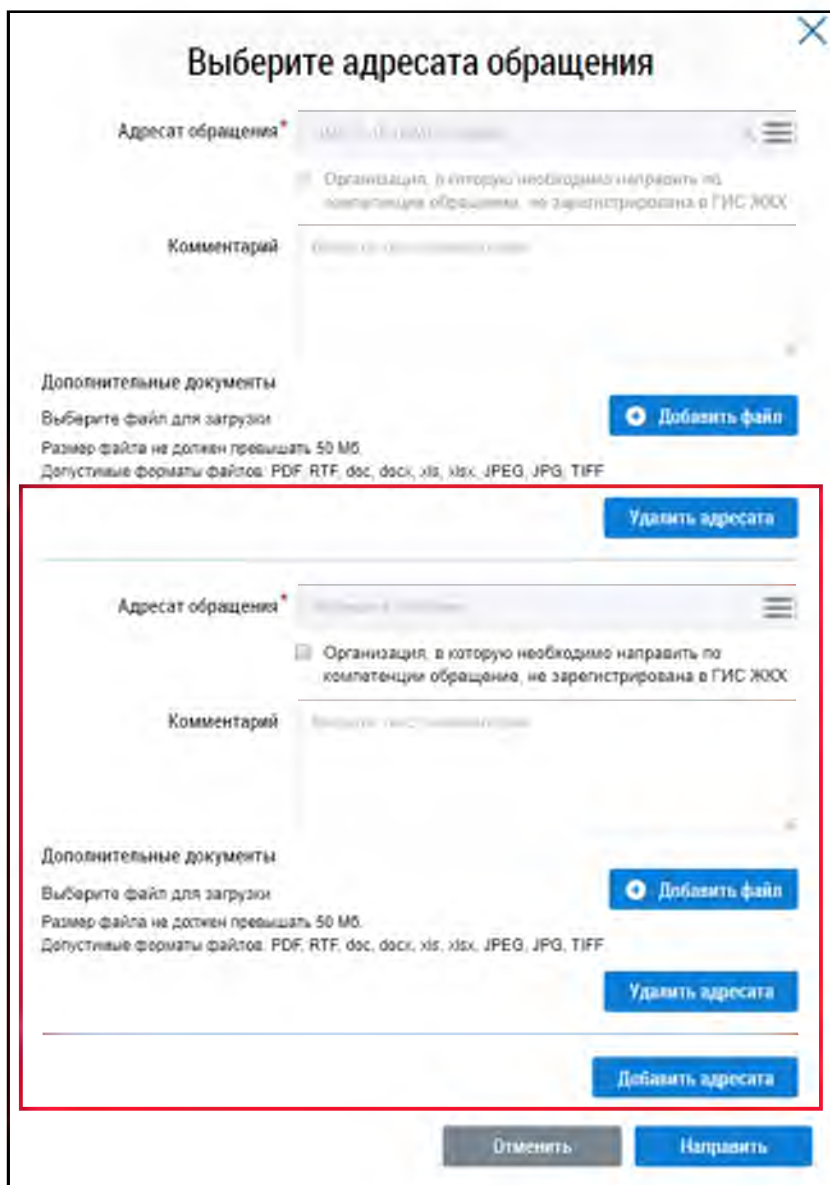 Выберите адресата обращения
Адресат обращения*
Организация, в которую необходимо направить по
компетенции обращение, не зарегистрирована в ГИС ЖКХ
Комментарий
Дополнительные документы
Выберите файл для загрузки
Добавить файл
Размер файла не должен превышать 50 Мб.
Допустимые форматы файлов: PDF, RTF, doc, docx, xls, xlsx, JPEG, JPG, TIFF
Удалить адресата
Адресат обращения*
Организация, в которую необходимо направить по
компетенции обращение, не зарегистрирована в ГИС ЖКХ
Комментарий
Дополнительные документы
Выберите файл для загрузки
Добавить файл
Размер файла не должен превышать 50 Мб.
Допустимые форматы файлов: PDF, RTF, doc, docx, xls, xlsx, JPEG, JPG, TIFF
Удалить адресата
Добавить адресата
Отменить
Направить